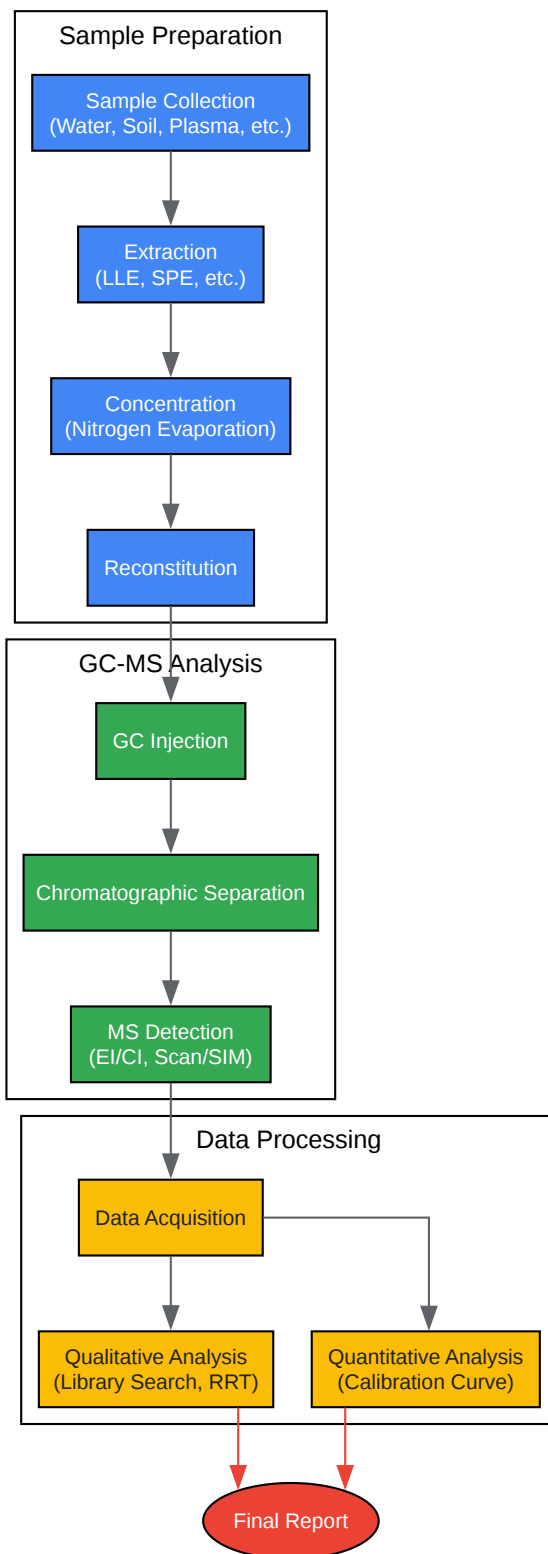 Sample Preparation
Sample Collection
(Water, Soil, Plasma, etc.)
Extraction
(LLE, SPE, etc.)
Concentration
(Nitrogen Evaporation)
Reconstitution
GC-MS Analysis
GC Injection
Chromatographic Separation
MS Detection
(EI/CI, Scan/SIM)
Data Processing
Data Acquisition
Qualitative Analysis
(Library Search, RRT)
Quantitative Analysis
(Calibration Curve)
Final Report